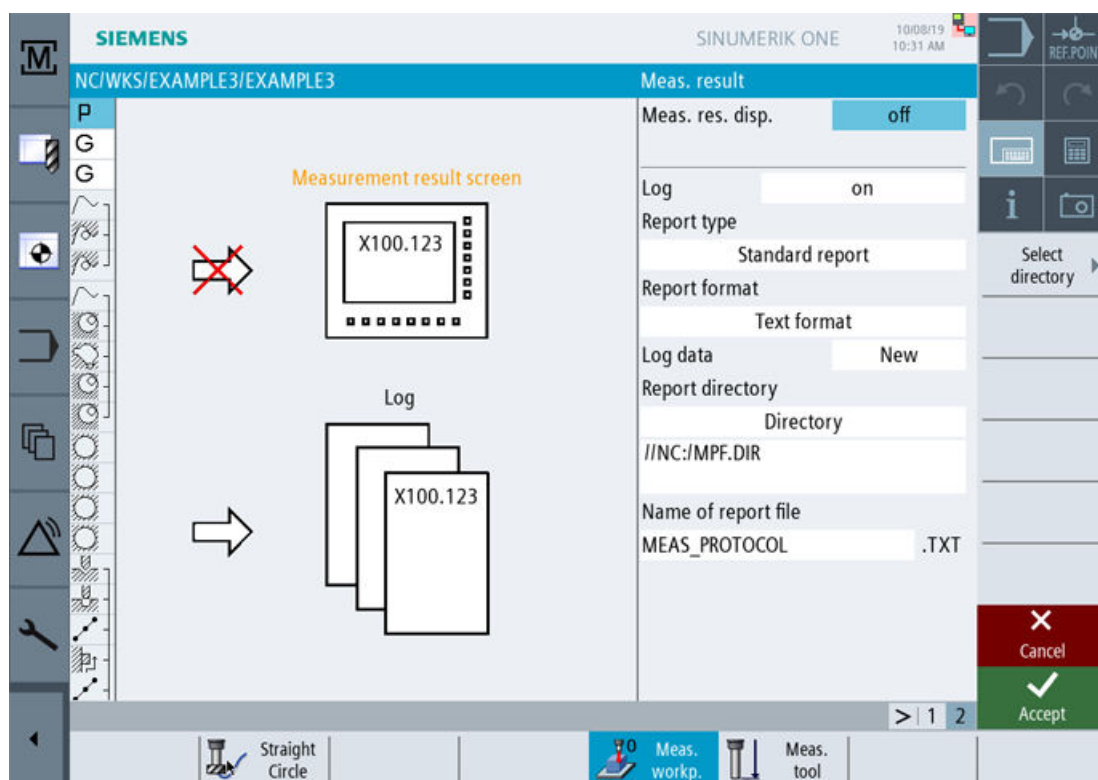 SIEMENS
SINUMERIK ONE
10/08/19
10:31 AM
M
REF.POINT
NC/WKS/EXAMPLE3/EXAMPLE3
Meas. result
P
G
G
Meas. res. disp. off
Measurement result screen
X100.123
Log on
Report type
Standard report
Report format
Text format
Log data New
Report directory
Directory
//NC:/MPF.DIR
Name of report file
MEAS_PROTOCOL .TXT
Log
X100.123
i
Select
directory
Cancel
Accept
> 1 2
Straight
Circle
0
Meas.
workp.
Meas.
tool